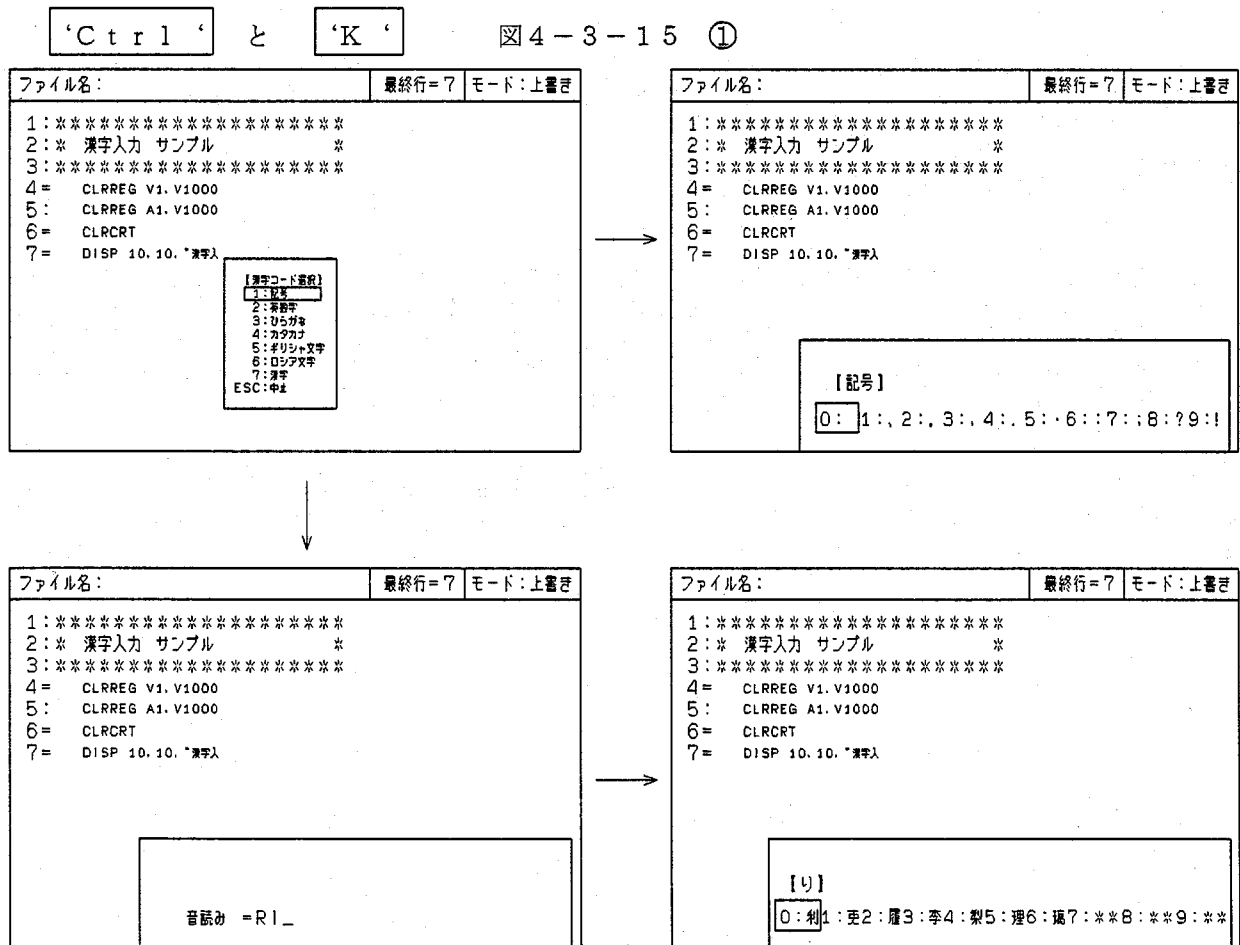 ‘Ctrl‘ と ‘K‘ 図4-3-15 ①
ファイル名: 最終行=7 モード:上書き
1:*******************
2:* 漢字入力 サンプル *
3:*******************
4= CLRREG V1.V1000
5: CLRREG A1.V1000
6= CLRCRT
7= DISP 10.10."漢字入
【漢字コード選択】
1:記号
2:英数字
3:ひらがな
4:カタカナ
5:ギリシャ文字
6:ロシア文字
7:漢字
ESC:中止
ファイル名: 最終行=7 モード:上書き
1:*******************
2:* 漢字入力 サンプル *
3:*******************
4= CLRREG V1.V1000
5: CLRREG A1.V1000
6= CLRCRT
7= DISP 10.10."漢字入
【記号】
0: 1:、2:。3:,4:.5:・6::7:;8:?9:!
ファイル名: 最終行=7 モード:上書き
1:*******************
2:* 漢字入力 サンプル *
3:*******************
4= CLRREG V1.V1000
5: CLRREG A1.V1000
6= CLRCRT
7= DISP 10.10."漢字入
音読み =RI_
ファイル名: 最終行=7 モード:上書き
1:*******************
2:* 漢字入力 サンプル *
3:*******************
4= CLRREG V1.V1000
5: CLRREG A1.V1000
6= CLRCRT
7= DISP 10.10."漢字入
【り】
0:利1:吏2:履3:李4:梨5:理6:璃7:**8:**9:**